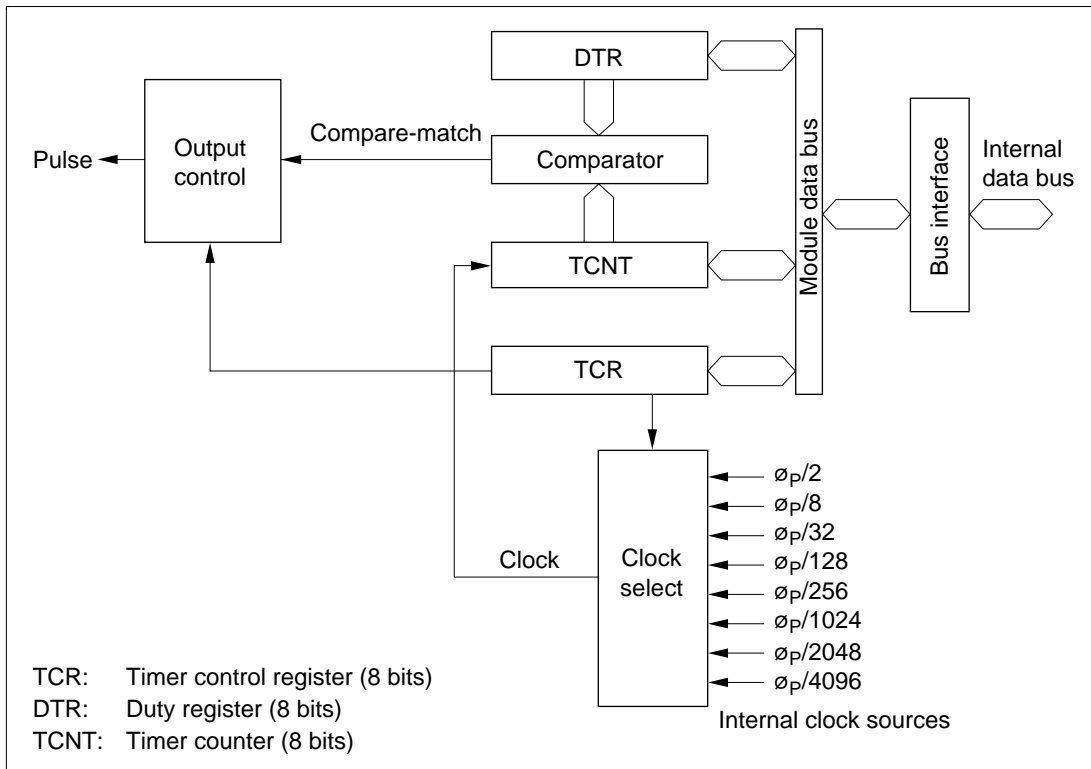 DTR
Compare-match
Pulse
Output
control
Comparator
Module data bus
Bus interface
Internal
data bus
TCNT
TCR
øP/2
øP/8
øP/32
Clock
Clock
select
øP/128
øP/256
øP/1024
øP/2048
øP/4096
Internal clock sources
TCR: Timer control register (8 bits)
DTR: Duty register (8 bits)
TCNT: Timer counter (8 bits)